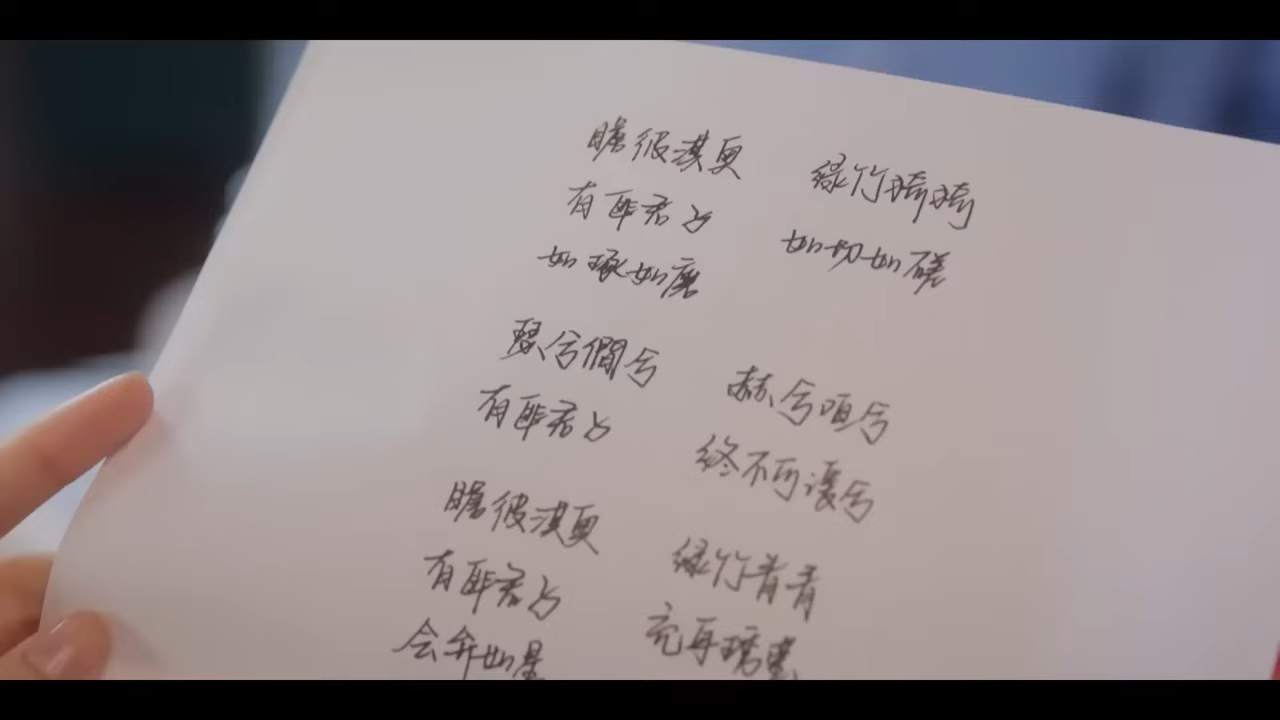 瞻彼淇奥 绿竹猗猗
有匪君子 如切如磋
如琢如磨
瑟兮僩兮 赫兮咺兮
有匪君子 终不可谖兮
瞻彼淇奥 绿竹青青
有匪君子 充耳琇莹
会弁如星